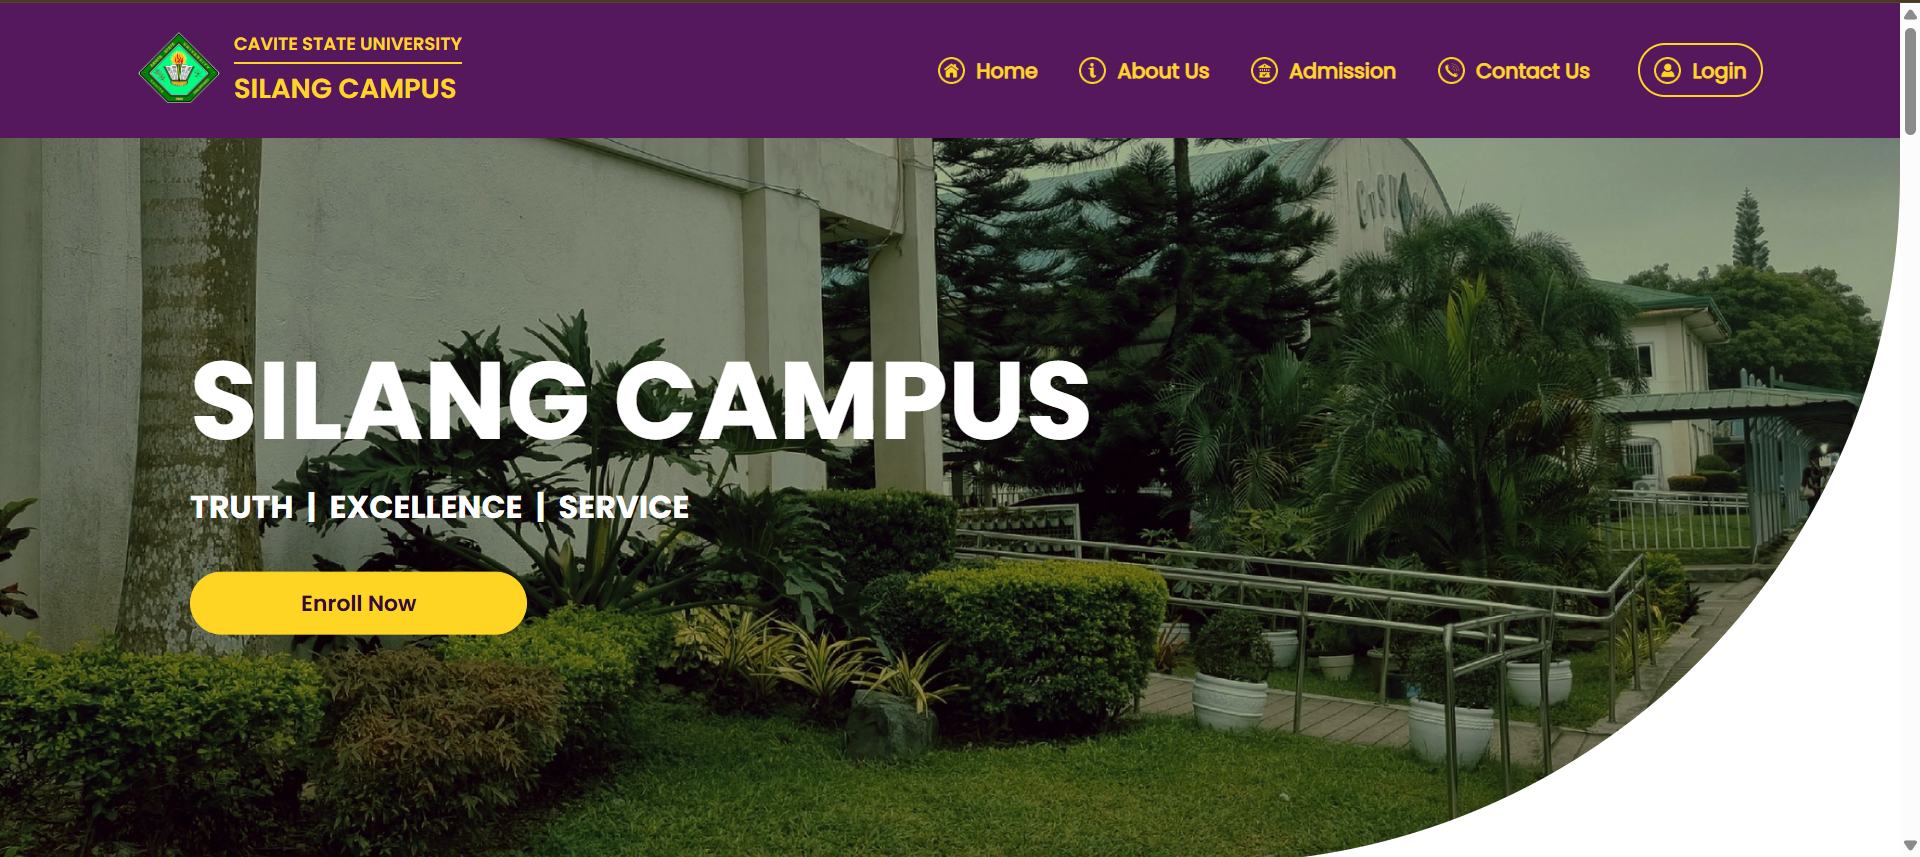 CAVITE STATE UNIVERSITY
SILANG CAMPUS
Home
About Us
Admission
Contact Us
Login
SILANG CAMPUS
TRUTH | EXCELLENCE | SERVICE
Enroll Now